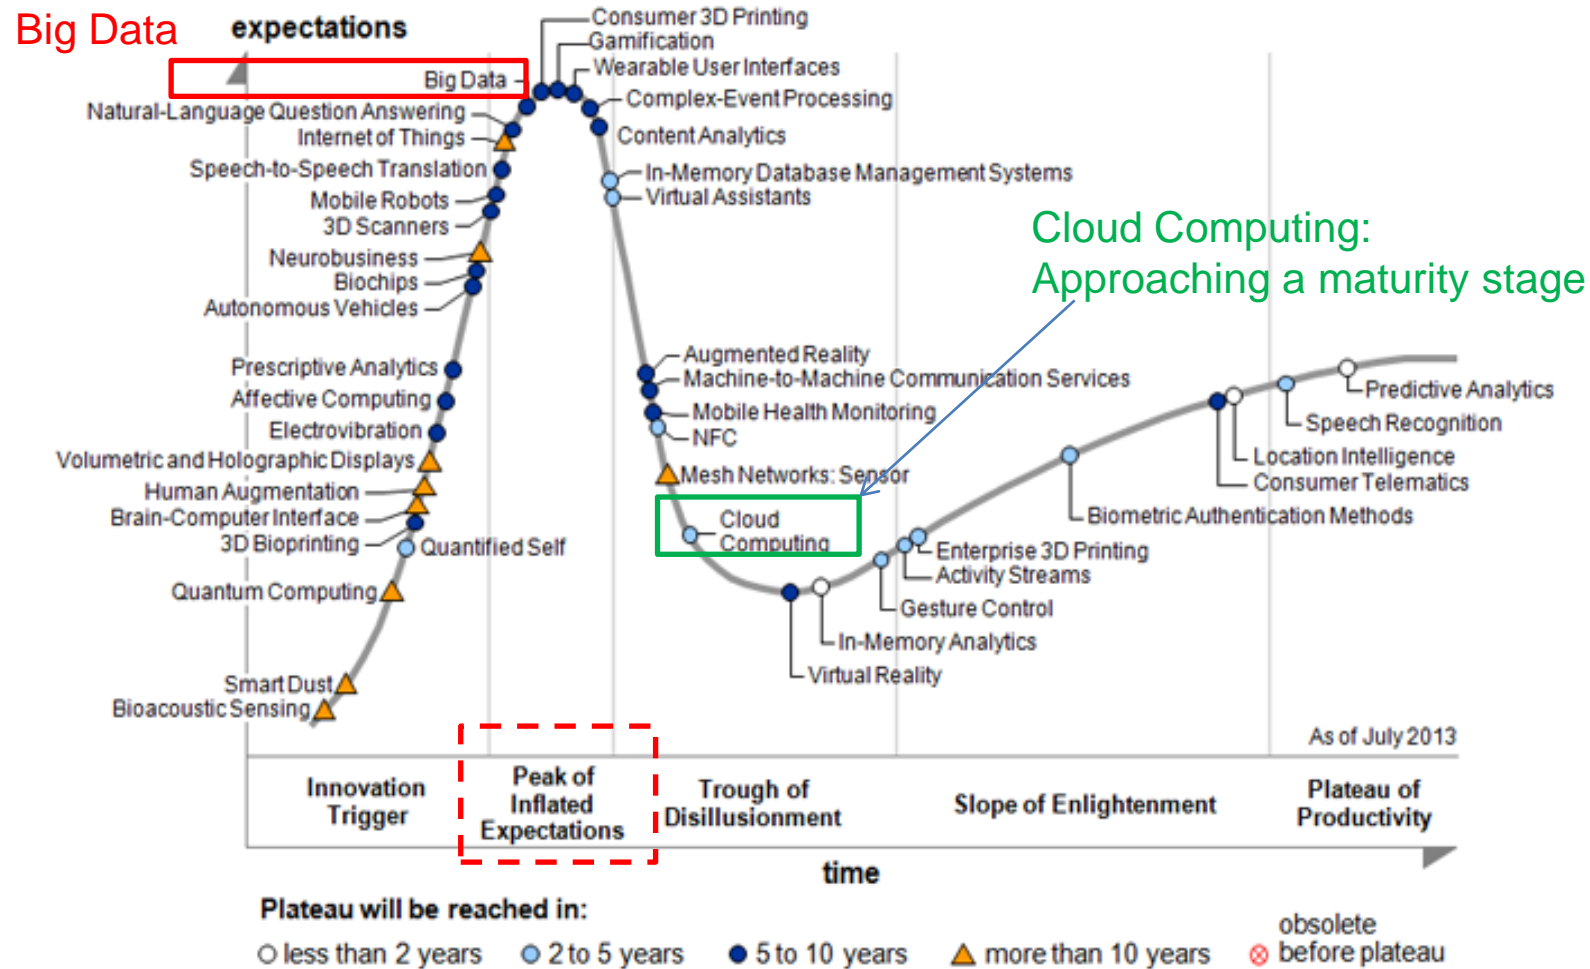 Big Data
expectations
Consumer 3D Printing
Gamification
Big Data
Wearable User Interfaces
Natural-Language Question Answering
Complex-Event Processing
Internet of Things
Content Analytics
Speech-to-Speech Translation
In-Memory Database Management Systems
Mobile Robots
Virtual Assistants
3D Scanners
Cloud Computing:
Approaching a maturity stage
Neurobusiness
Biochips
Autonomous Vehicles
Augmented Reality
Prescriptive Analytics
Machine-to-Machine Communication Services
Affective Computing
Mobile Health Monitoring
Electrovibration
NFC
Predictive Analytics
Speech Recognition
Volumetric and Holographic Displays
Mesh Networks: Sensor
Location Intelligence
Human Augmentation
Consumer Telematics
Brain-Computer Interface
Cloud
Computing
Biometric Authentication Methods
3D Bioprinting
Quantified Self
Enterprise 3D Printing
Activity Streams
Quantum Computing
Gesture Control
In-Memory Analytics
Virtual Reality
Smart Dust
Bioacoustic Sensing
As of July 2013
Innovation
Trigger
Peak of
Inflated
Expectations
Trough of
Disillusionment
Slope of Enlightenment
Plateau of
Productivity
time
Plateau will be reached in:
less than 2 years
2 to 5 years
5 to 10 years
more than 10 years
obsolete
before plateau